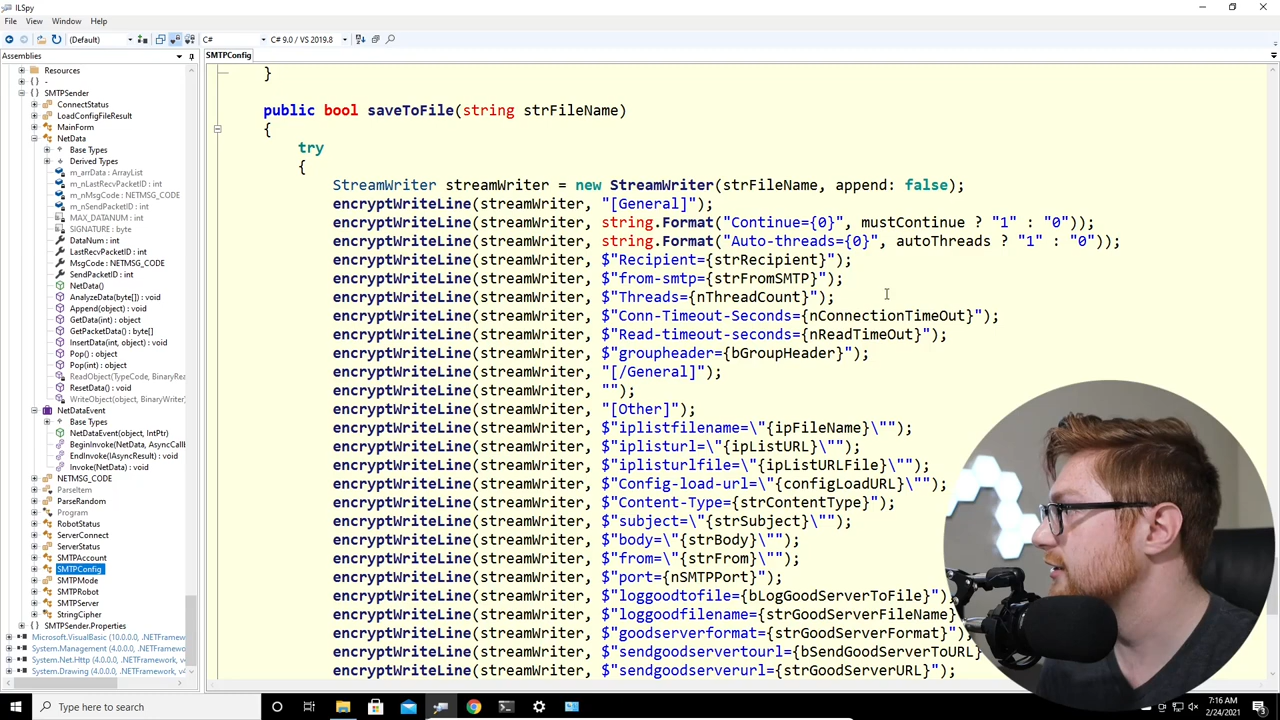 ILSpy
File View Window Help
(Default) C# C# 9.0 / VS 2019.8
Assemblies
SMTPConfig
Resources
-
SMTPSender
ConnectStatus
LoadConfigFileResult
MainForm
NetData
Base Types
Derived Types
m_arrData : ArrayList
m_nLastRecvPacketID : int
m_nMsgCode : NETMSG_CODE
m_nSendPacketID : int
MAX_DATANUM : int
SIGNATURE : byte
DataNum : int
LastRecvPacketID : int
MsgCode : NETMSG_CODE
SendPacketID : int
NetData()
AnalyzeData(byte[]) : void
Append(object) : void
GetData(int) : object
GetPacketData() : byte[]
InsertData(int, object) : void
Pop() : object
Pop(int) : object
ReadObject(TypeCode, BinaryRea
ResetData() : void
WriteObject(object, BinaryWriter)
NetDataEvent
Base Types
NetDataEvent(object, IntPtr)
BeginInvoke(NetData, AsyncCallb
EndInvoke(IAsyncResult) : void
Invoke(NetData) : void
NETMSG_CODE
ParseItem
ParseRandom
Program
RobotStatus
ServerConnect
ServerStatus
SMTPAccount
SMTPConfig
SMTPMode
SMTPRobot
SMTPServer
StringCipher
SMTPSender.Properties
Microsoft.VisualBasic (10.0.0.0, .NETFramew
System.Management (4.0.0.0, .NETFramewo
System.Net.Http (4.0.0.0, .NETFramework, v
System.Drawing (4.0.0.0, .NETFramework, v4
}
public bool saveToFile(string strFileName)
{
try
{
StreamWriter streamWriter = new StreamWriter(strFileName, append: false);
encryptWriteLine(streamWriter, "[General]");
encryptWriteLine(streamWriter, string.Format("Continue={0}", mustContinue ? "1" : "0"));
encryptWriteLine(streamWriter, string.Format("Auto-threads={0}", autoThreads ? "1" : "0"));
encryptWriteLine(streamWriter, $"Recipient={strRecipient}");
encryptWriteLine(streamWriter, $"from-smtp={strFromSMTP}");
encryptWriteLine(streamWriter, $"Threads={nThreadCount}");
encryptWriteLine(streamWriter, $"Conn-Timeout-Seconds={nConnectionTimeOut}");
encryptWriteLine(streamWriter, $"Read-timeout-seconds={nReadTimeOut}");
encryptWriteLine(streamWriter, $"groupheader={bGroupHeader}");
encryptWriteLine(streamWriter, "[/General]");
encryptWriteLine(streamWriter, "");
encryptWriteLine(streamWriter, "[Other]");
encryptWriteLine(streamWriter, $"iplistfilename=\"{ipFileName}\"");
encryptWriteLine(streamWriter, $"iplisturl=\"{ipListURL}\"");
encryptWriteLine(streamWriter, $"iplisturlfile=\"{ipListURLFile}\"");
encryptWriteLine(streamWriter, $"Config-load-url=\"{configLoadURL}\"");
encryptWriteLine(streamWriter, $"Content-Type={strContentType}");
encryptWriteLine(streamWriter, $"subject=\"{strSubject}\"");
encryptWriteLine(streamWriter, $"body=\"{strBody}\"");
encryptWriteLine(streamWriter, $"from=\"{strFrom}\"");
encryptWriteLine(streamWriter, $"port={nSMTPPort}");
encryptWriteLine(streamWriter, $"loggoodtofile={bLogGoodServerToFile}");
encryptWriteLine(streamWriter, $"loggoodfilename={strGoodServerFileName}
encryptWriteLine(streamWriter, $"goodserverformat={strGoodServerFormat}");
encryptWriteLine(streamWriter, $"sendgoodservertourl={bSendGoodServerToURL}
encryptWriteLine(streamWriter, $"sendgoodserverurl={strGoodServerURL}");
Type here to search
7:16 AM
2/24/2021